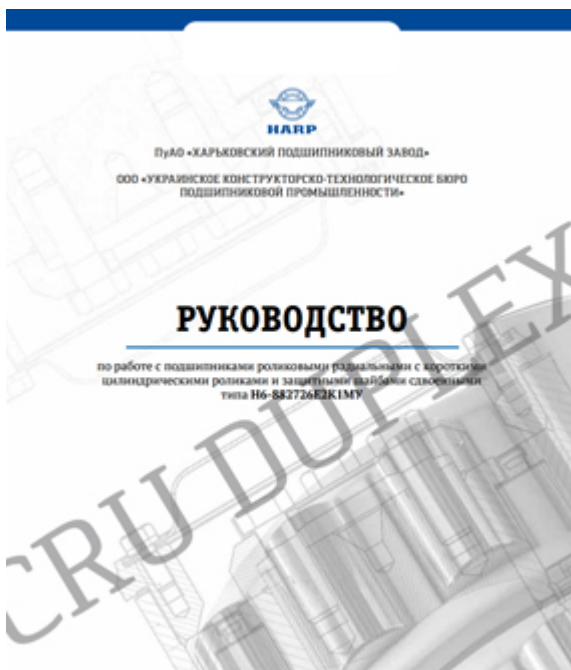 HARP
ПуАО «ХАРЬКОВСКИЙ ПОДШИПНИКОВЫЙ ЗАВОД»
ООО «УКРАИНСКОЕ КОНСТРУКТОРСКО-ТЕХНОЛОГИЧЕСКОЕ БЮРО
ПОДШИПНИКОВОЙ ПРОМЫШЛЕННОСТИ»
РУКОВОДСТВО
по работе с подшипниками роликовыми радиальными с короткими
цилиндрическими роликами и защитными шайбами сдвоенными
типа Н6-882726Е2К1МУ
CRU DUPLEX